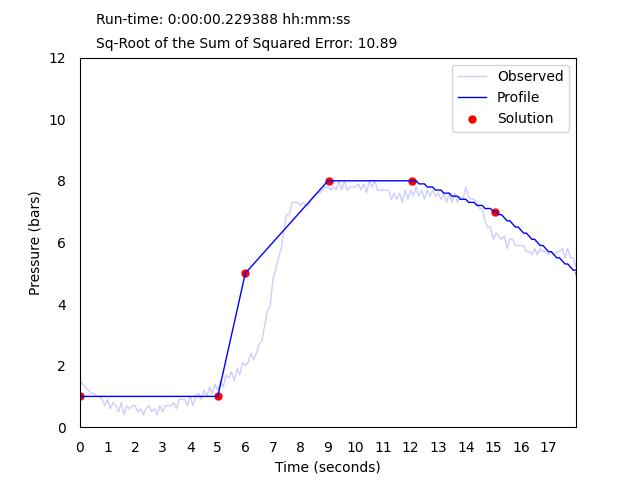 Run-time: 0:00:00.229388 hh:mm:ss
Sq-Root of the Sum of Squared Error: 10.89
Observed
Profile
Solution
12
10
8
6
4
2
0
Pressure (bars)
0 1 2 3 4 5 6 7 8 9 10 11 12 13 14 15 16 17
Time (seconds)